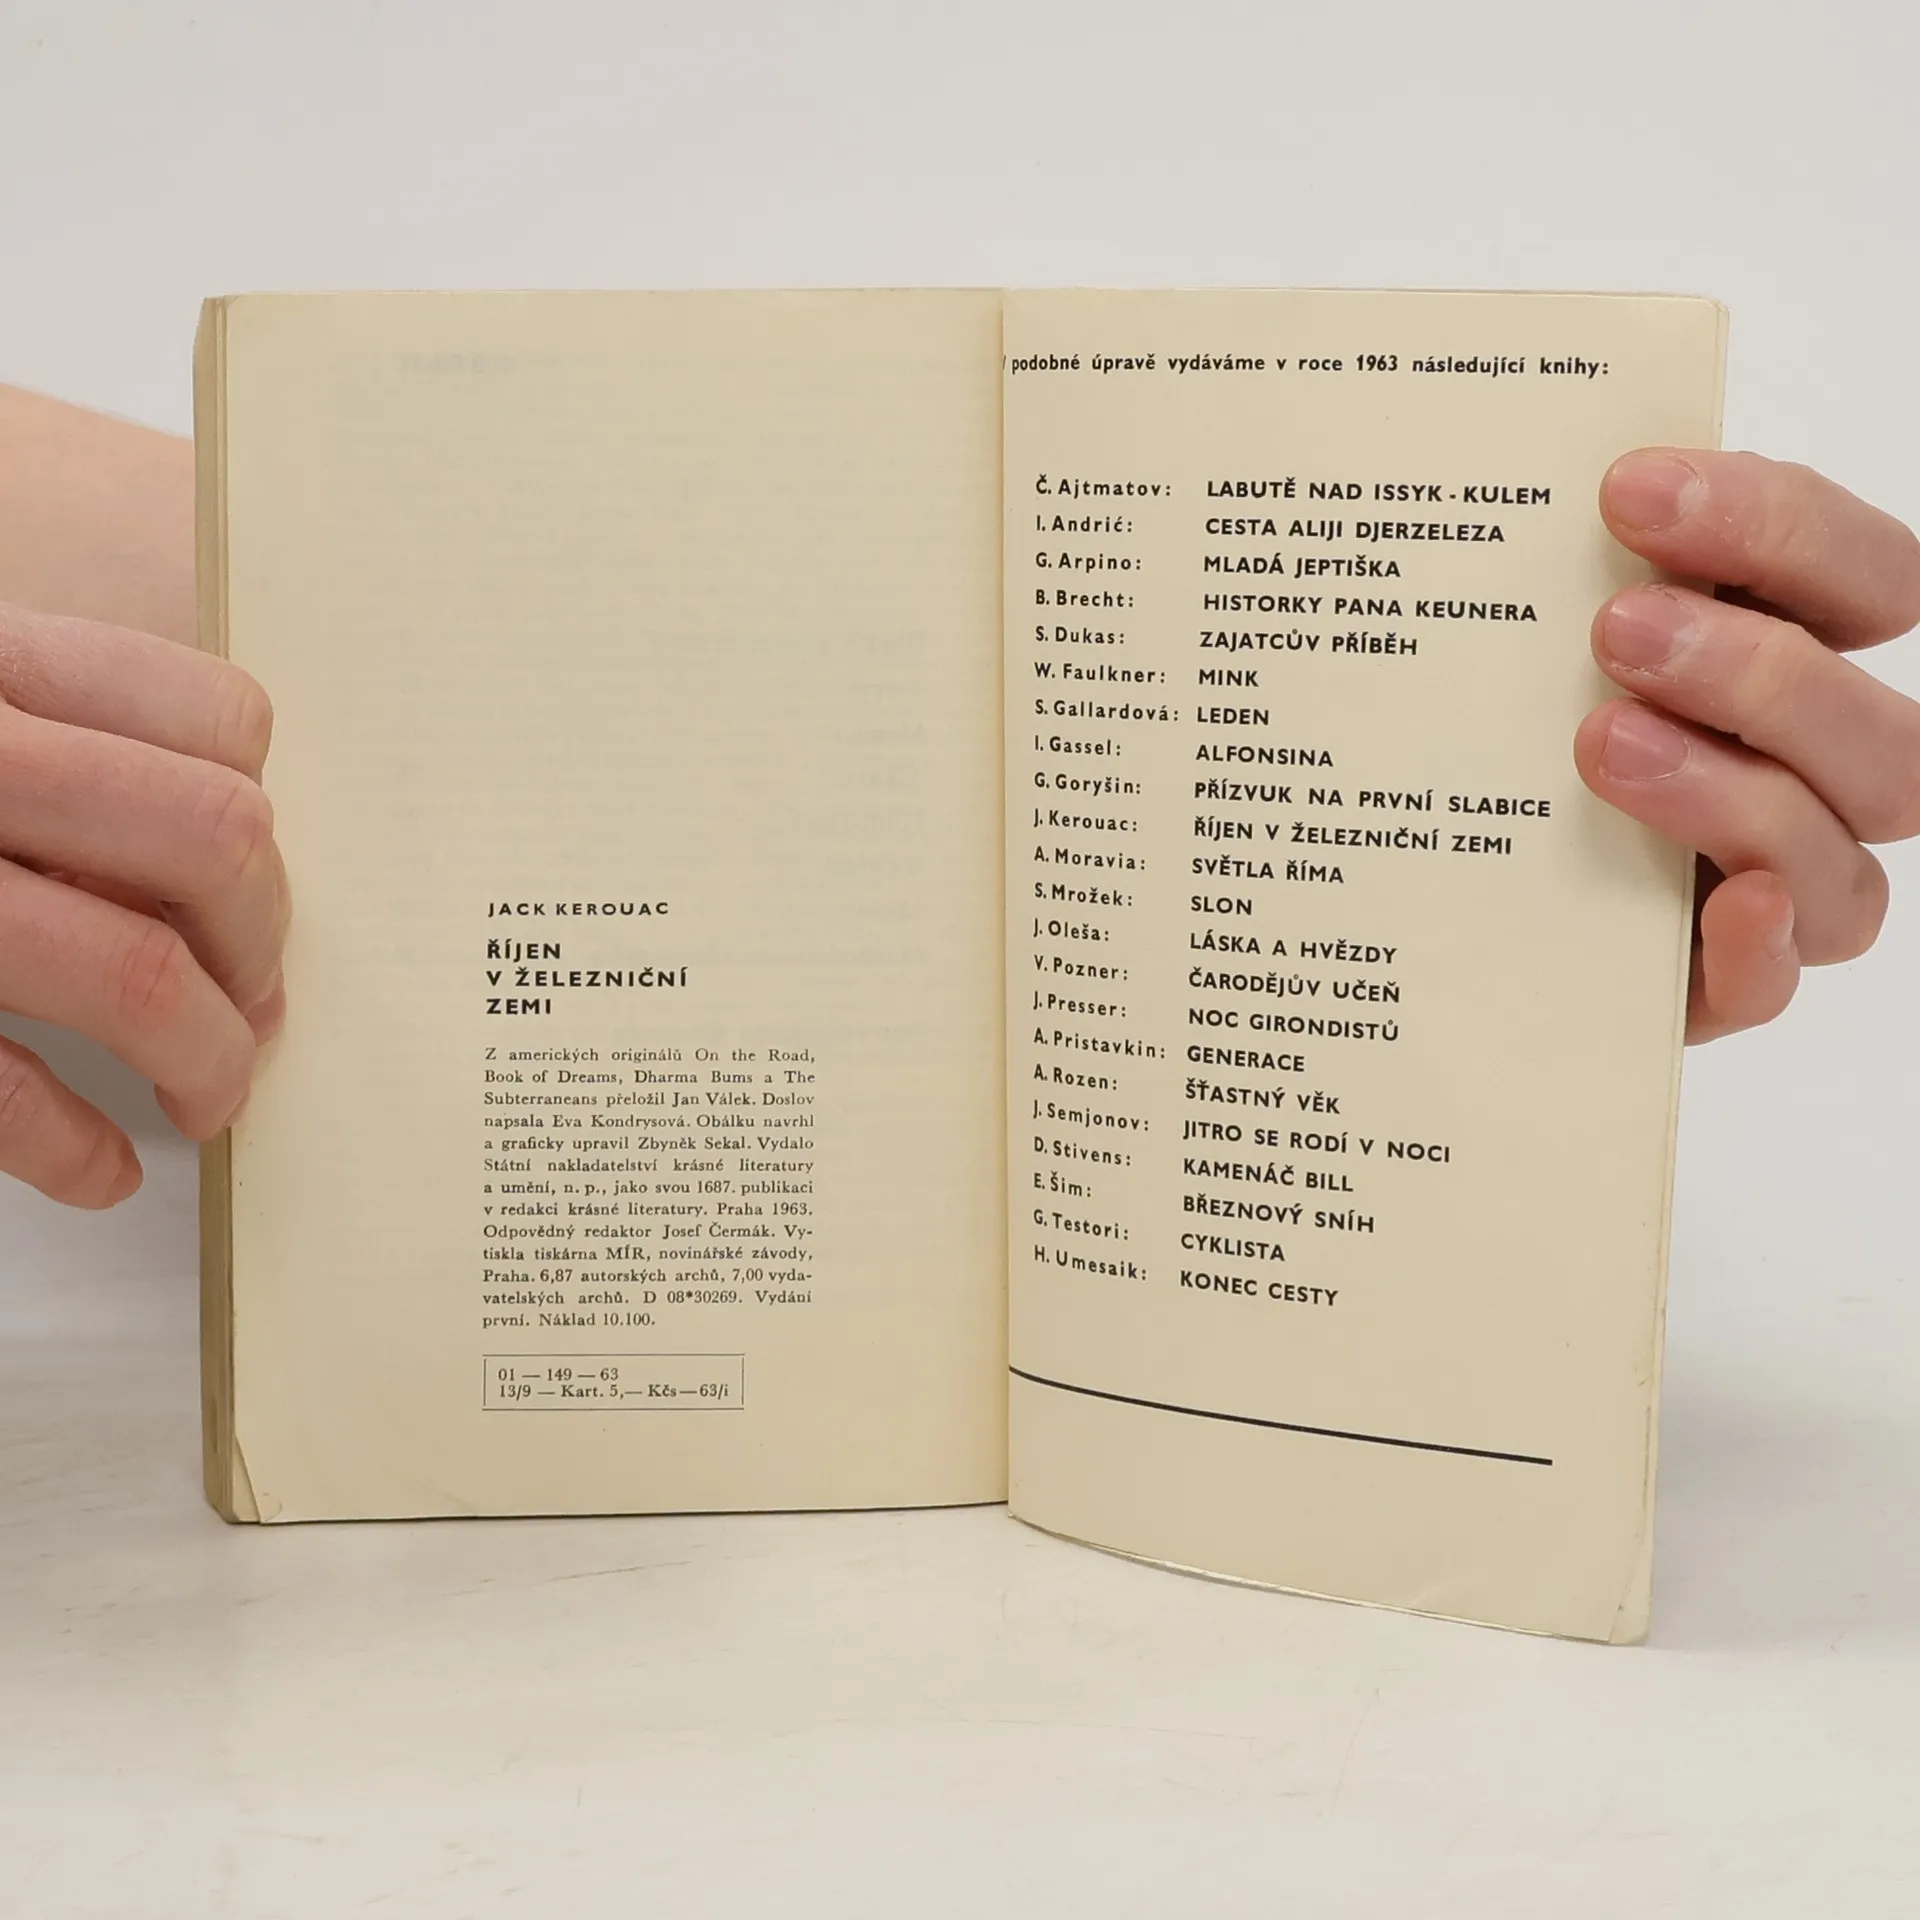 JACK KEROUAC
ŘÍJEN
V ŽELEZNIČNÍ
ZEMI
Z amerických originálů On the Road,
Book of Dreams, Dharma Bums a The
Subterraneans přeložil Jan Válek. Doslov
napsala Eva Kondrysová. Obálku navrhl
a graficky upravil Zbyněk Sekal. Vydalo
Státní nakladatelství krásné literatury
a umění, n. p., jako svou 1687. publikaci
v redakci krásné literatury. Praha 1963.
Odpovědný redaktor Josef Čermák. Vy-
tiskla tiskárna MÍR, novinářské závody,
Praha. 6,87 autorských archů, 7,00 vyda-
vatelských archů. D 08*30269. Vydání
první. Náklad 10.100.
01 — 149 — 63
13/9 — Kart. 5,— Kčs—63/i
podobné úpravě vydáváme v roce 1963 následující knihy:
Č. Ajtmatov: LABUTĚ NAD ISSYK-KULEM
I. Andrić: CESTA ALIJI DJERZELEZA
G. Arpino: MLADÁ JEPTIŠKA
B. Brecht: HISTORKY PANA KEUNERA
S. Dukas: ZAJATCŮV PŘÍBĚH
W. Faulkner: MINK
S. Gallardová: LEDEN
I. Gassel: ALFONSINA
G. Goryšin: PŘÍZVUK NA PRVNÍ SLABICE
J. Kerouac: ŘÍJEN V ŽELEZNIČNÍ ZEMI
A. Moravia: SVĚTLA ŘÍMA
S. Mrožek: SLON
J. Oleša: LÁSKA A HVĚZDY
V. Pozner: ČARODĚJŮV UČEŇ
J. Presser: NOC GIRONDISTŮ
A. Pristavkin: GENERACE
A. Rozen: ŠŤASTNÝ VĚK
J. Semjonov: JITRO SE RODÍ V NOCI
D. Stivens: KAMENÁČ BILL
E. Šim: BŘEZNOVÝ SNÍH
G. Testori: CYKLISTA
H. Umesaik: KONEC CESTY